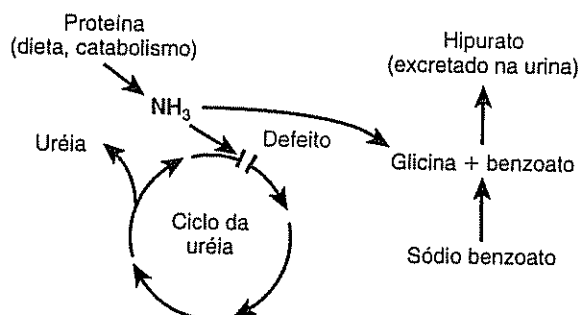 Proteína
(dieta, catabolismo)
NH₃
Uréia
Defeito
Ciclo da
uréia
Hipurato
(excretado na urina)
Glicina + benzoato
Sódio benzoato